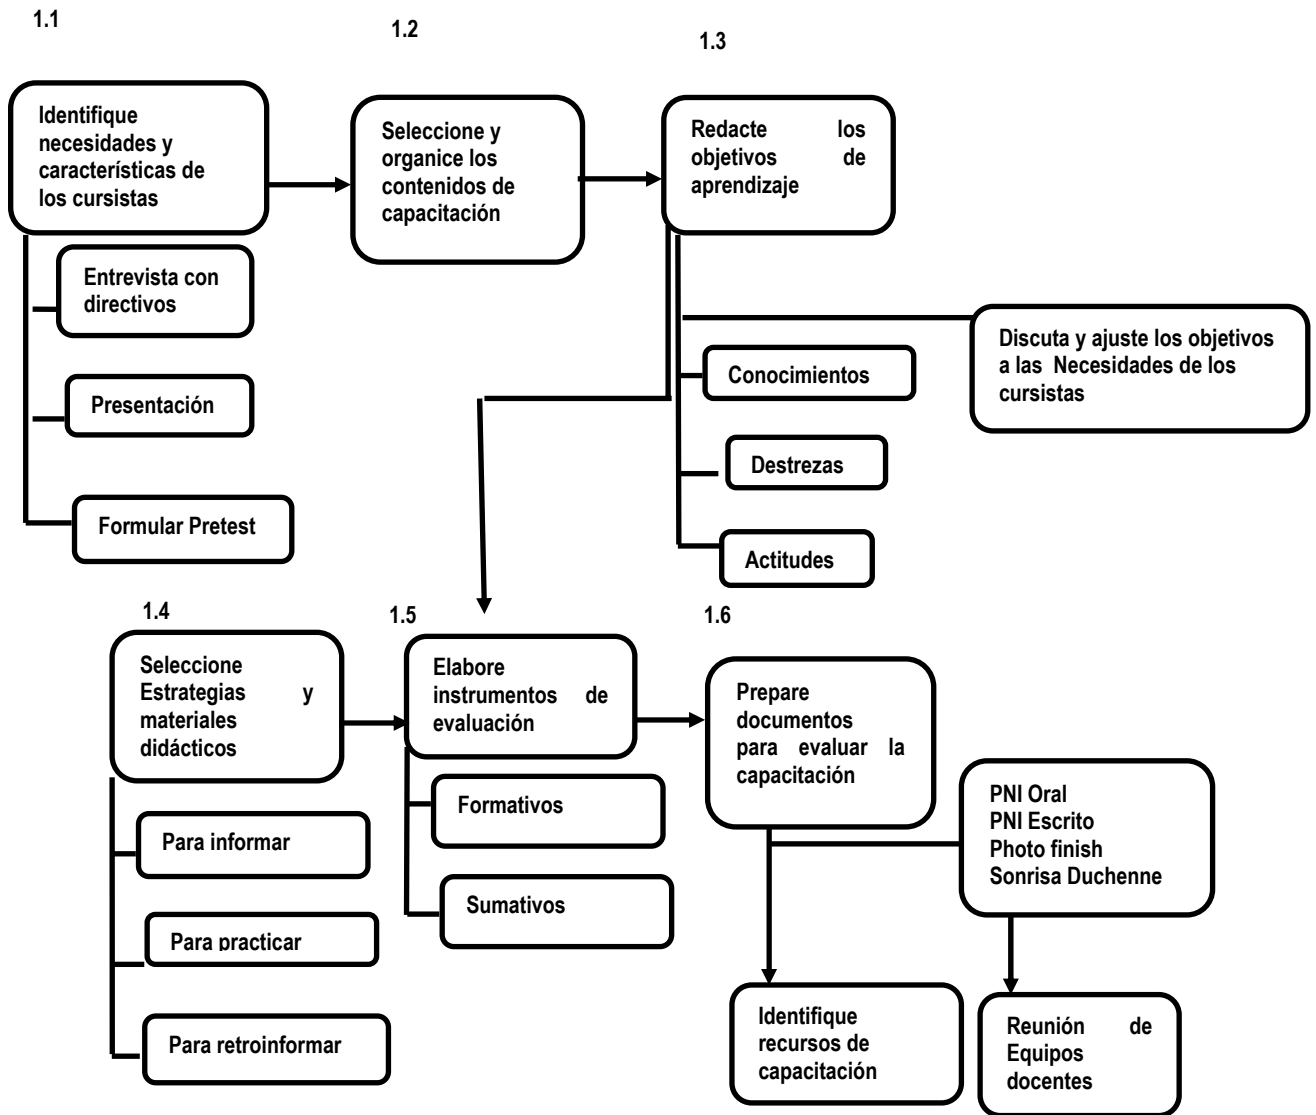 1.1
1.2
1.3
Identifique
necesidades y
características de
los cursistas
Seleccione y
organice los
contenidos de
capacitación
Redacte los
objetivos de
aprendizaje
Entrevista con
directivos
Presentación
Formular Pretest
Discuta y ajuste los objetivos
a las Necesidades de los
cursistas
Conocimientos
Destrezas
Actitudes
1.4
1.5
1.6
Seleccione
Estrategias y
materiales
didácticos
Elabore
instrumentos de
evaluación
Prepare
documentos
para evaluar la
capacitación
Para informar
Para practicar
Para retroinformar
Formativos
Sumativos
PNI Oral
PNI Escrito
Photo finish
Sonrisa Duchenne
Identifique
recursos de
capacitación
Reunión de
Equipos
docentes